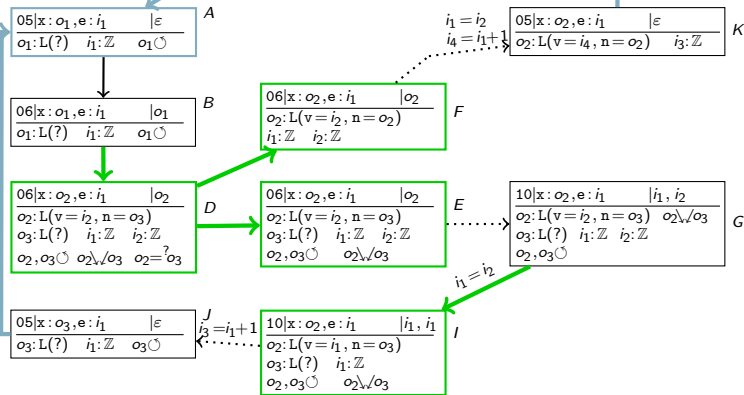 05|x:o₁,e:i₁ |ε
o₁:L(?) i₁:ℤ o₁↺
A
06|x:o₁,e:i₁ |o₁
o₁:L(?) i₁:ℤ o₁↺
B
06|x:o₂,e:i₁ |o₂
o₂:L(v=i₂,n=o₃)
o₃:L(?) i₁:ℤ i₂:ℤ
o₂,o₃↺ o₂\\//o₃ o₂=?o₃
D
06|x:o₂,e:i₁ |o₂
o₂:L(v=i₂,n=o₂)
i₁:ℤ i₂:ℤ
F
i₁=i₂
i₄=i₁+1
05|x:o₂,e:i₁ |ε
o₂:L(v=i₄,n=o₂) i₃:ℤ
K
06|x:o₂,e:i₁ |o₂
o₂:L(v=i₂,n=o₃)
o₃:L(?) i₁:ℤ i₂:ℤ
o₂,o₃↺ o₂\\//o₃
E
10|x:o₂,e:i₁ |i₁,i₂
o₂:L(v=i₂,n=o₃) o₂\\//o₃
o₃:L(?) i₁:ℤ i₂:ℤ
o₂,o₃↺
G
i₁=i₂
10|x:o₂,e:i₁ |i₁,i₁
o₂:L(v=i₁,n=o₃)
o₃:L(?) i₁:ℤ
o₂,o₃↺ o₂\\//o₃
I
i₃=i₁+1
05|x:o₃,e:i₁ |ε
o₃:L(?) i₁:ℤ o₃↺
J